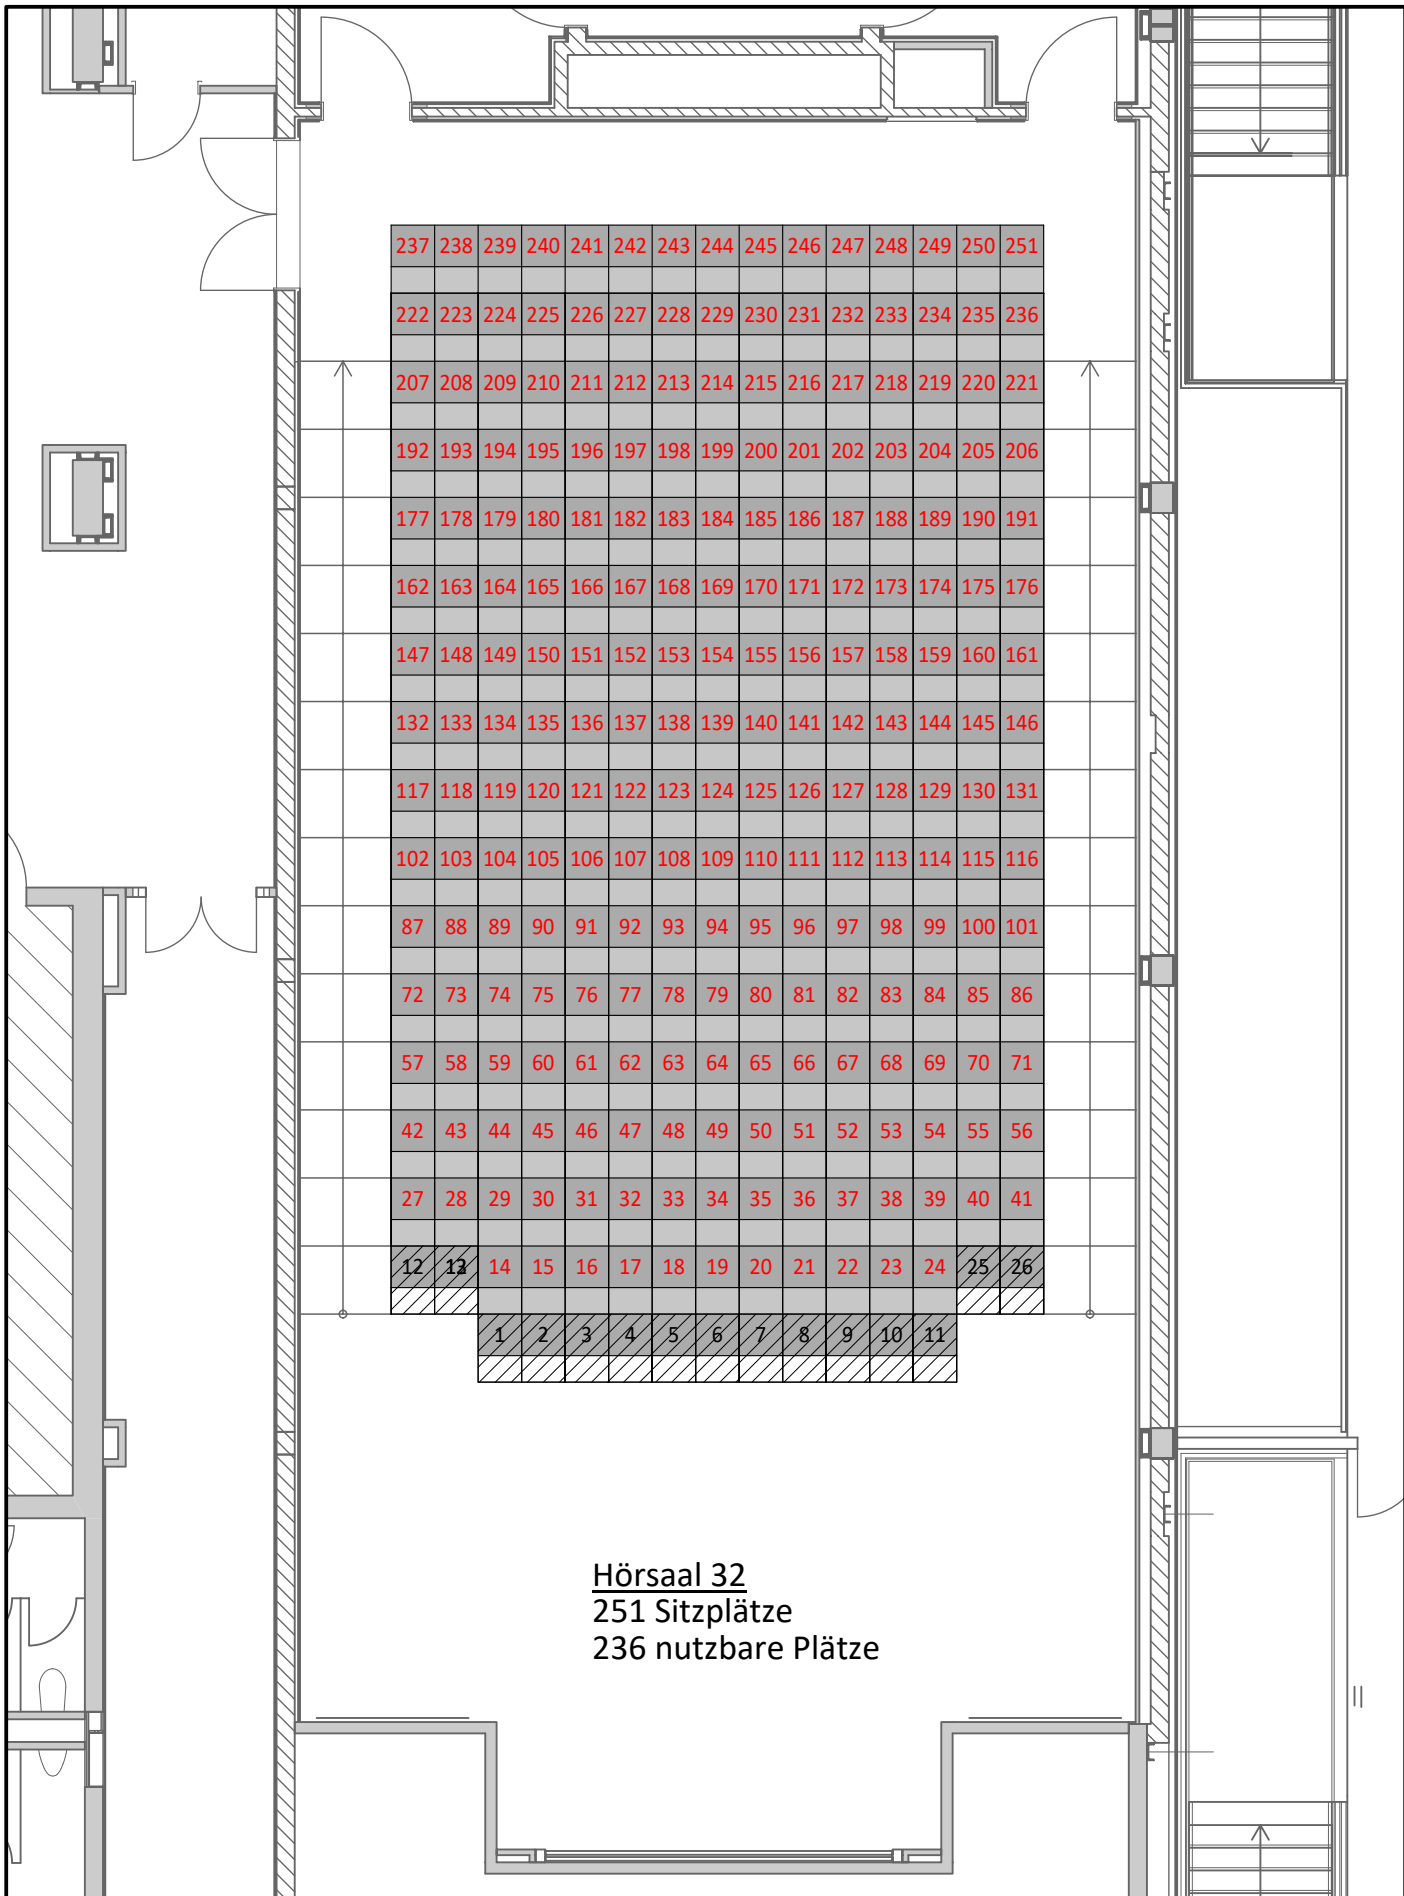 237 238 239 240 241 242 243 244 245 246 247 248 249 250 251
222 223 224 225 226 227 228 229 230 231 232 233 234 235 236
207 208 209 210 211 212 213 214 215 216 217 218 219 220 221
192 193 194 195 196 197 198 199 200 201 202 203 204 205 206
177 178 179 180 181 182 183 184 185 186 187 188 189 190 191
162 163 164 165 166 167 168 169 170 171 172 173 174 175 176
147 148 149 150 151 152 153 154 155 156 157 158 159 160 161
132 133 134 135 136 137 138 139 140 141 142 143 144 145 146
117 118 119 120 121 122 123 124 125 126 127 128 129 130 131
102 103 104 105 106 107 108 109 110 111 112 113 114 115 116
87 88 89 90 91 92 93 94 95 96 97 98 99 100 101
72 73 74 75 76 77 78 79 80 81 82 83 84 85 86
57 58 59 60 61 62 63 64 65 66 67 68 69 70 71
42 43 44 45 46 47 48 49 50 51 52 53 54 55 56
27 28 29 30 31 32 33 34 35 36 37 38 39 40 41
12 13 14 15 16 17 18 19 20 21 22 23 24 25 26
1 2 3 4 5 6 7 8 9 10 11
Hörsaal 32
251 Sitzplätze
236 nutzbare Plätze